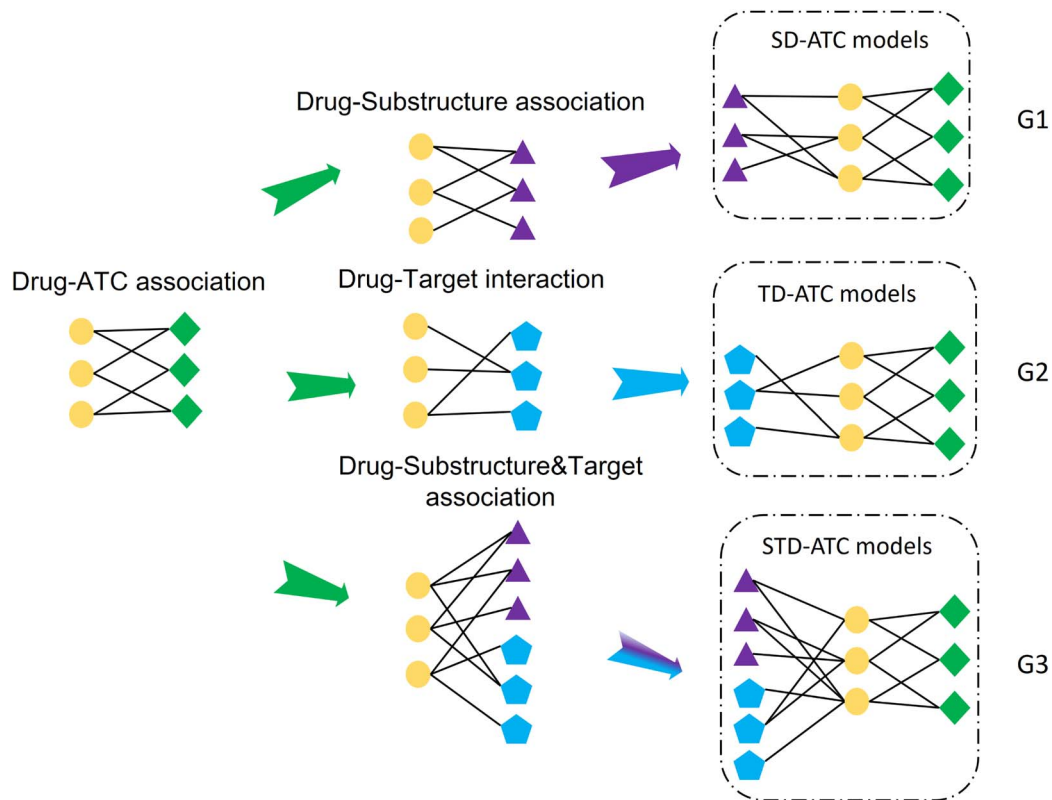 SD-ATC models
Drug-Substructure association
G1
Drug-ATC association
Drug-Target interaction
TD-ATC models
G2
Drug-Substructure&Target
association
STD-ATC models
G3